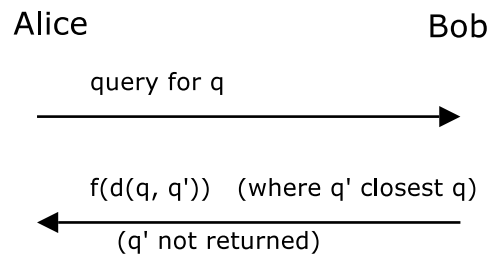 Alice Bob
query for q
f(d(q, q')) (where q' closest q)
(q' not returned)